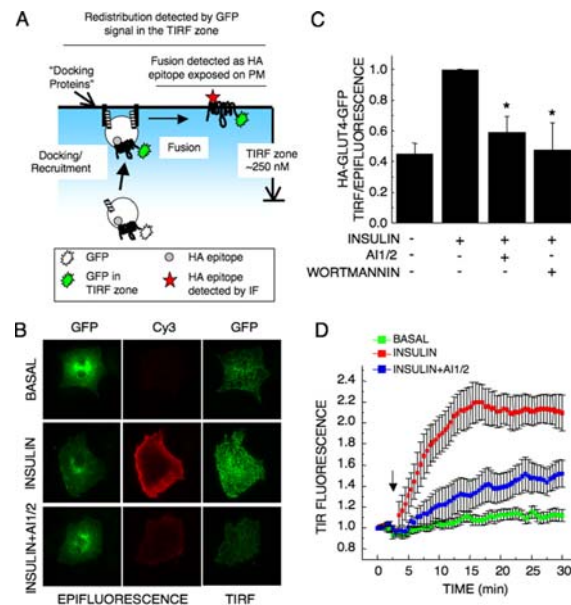 A
Redistribution detected by GFP
signal in the TIRF zone
"Docking
Proteins"
Fusion detected as HA
epitope exposed on PM
Docking/
Recruitment
Fusion
TIRF zone
~250 nM
GFP
HA epitope
GFP in
TIRF zone
HA epitope
detected by IF
B
GFP
Cy3
GFP
BASAL
INSULIN
INSULIN+AI1/2
EPIFLUORESCENCE
TIRF
C
HA-GLUT4-GFP
TIRF/EPIFLUORESCENCE
1.0
0.8
0.6
0.4
0.2
0.0
* *
INSULIN - + + +
AI1/2 - - + -
WORTMANNIN - - - +
D
BASAL
INSULIN
INSULIN+AI1/2
TIR FLUORESCENCE
2.4
2.2
2.0
1.8
1.6
1.4
1.2
1.0
0.8
0 5 10 15 20 25 30
TIME (min)